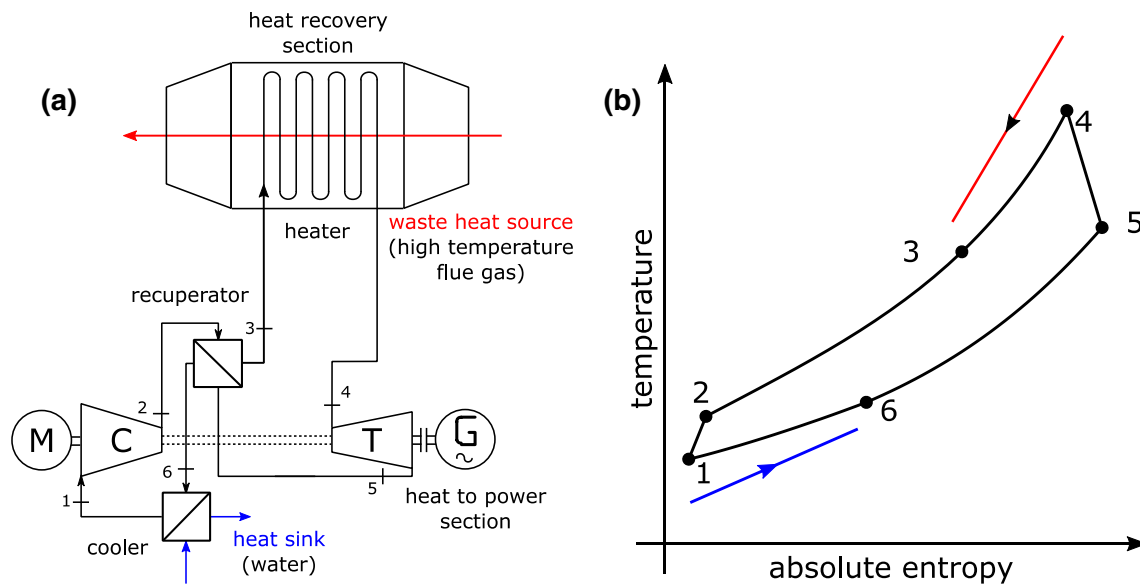 heat recovery
section
(a)
heater
waste heat source
(high temperature
flue gas)
recuperator
3
2
4
M
C
T
G
~
6
5
1
heat to power
section
cooler
heat sink
(water)
(b)
temperature
4
3
5
2
6
1
absolute entropy